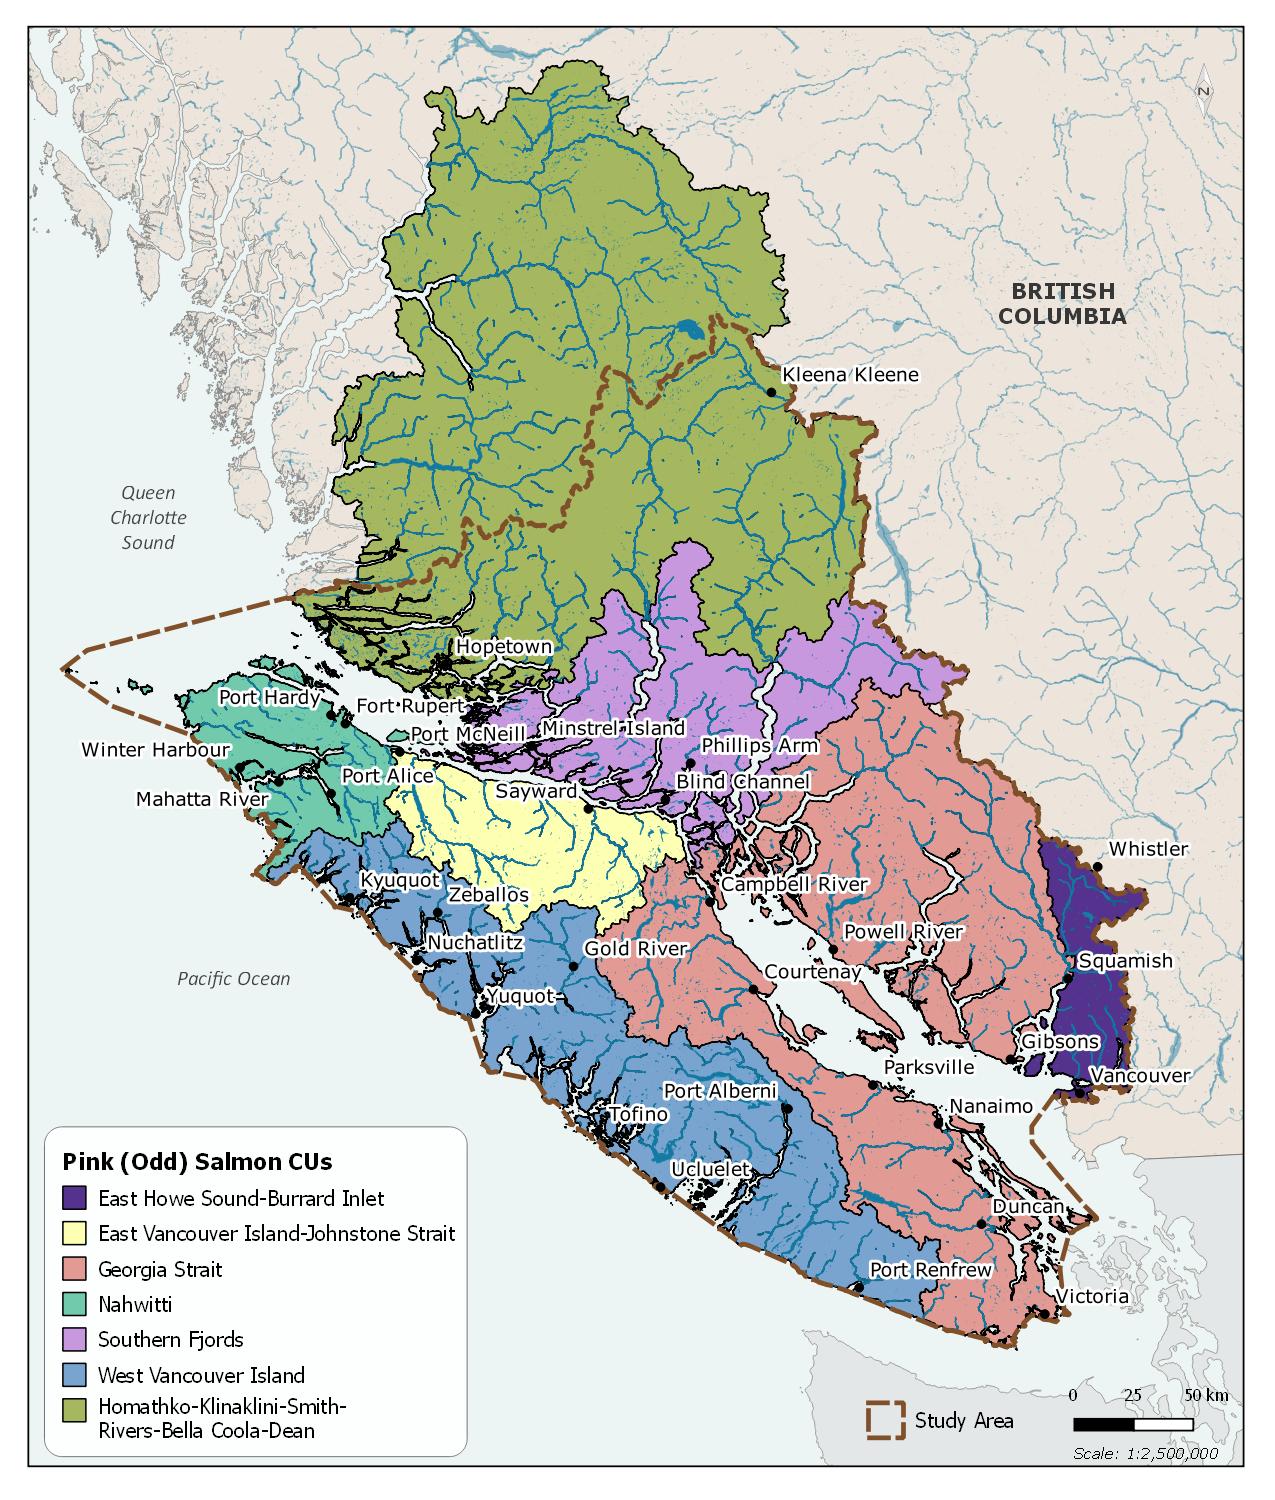 N
BRITISH
COLUMBIA
Kleena Kleene
Queen
Charlotte
Sound
Hopetown
Port Hardy
Fort Rupert
Port McNeill
Minstrel Island
Winter Harbour
Phillips Arm
Port Alice
Blind Channel
Mahatta River
Sayward
Whistler
Kyuquot
Campbell River
Zeballos
Powell River
Nuchatlitz
Gold River
Squamish
Pacific Ocean
Courtenay
Yuquot
Gibsons
Parksville
Vancouver
Port Alberni
Nanaimo
Tofino
Ucluelet
Duncan
Port Renfrew
Victoria
Pink (Odd) Salmon CUs
East Howe Sound-Burrard Inlet
East Vancouver Island-Johnstone Strait
Georgia Strait
Nahwitti
Southern Fjords
West Vancouver Island
Homathko-Klinaklini-Smith-
Rivers-Bella Coola-Dean
Study Area
0 25 50 km
Scale: 1:2,500,000